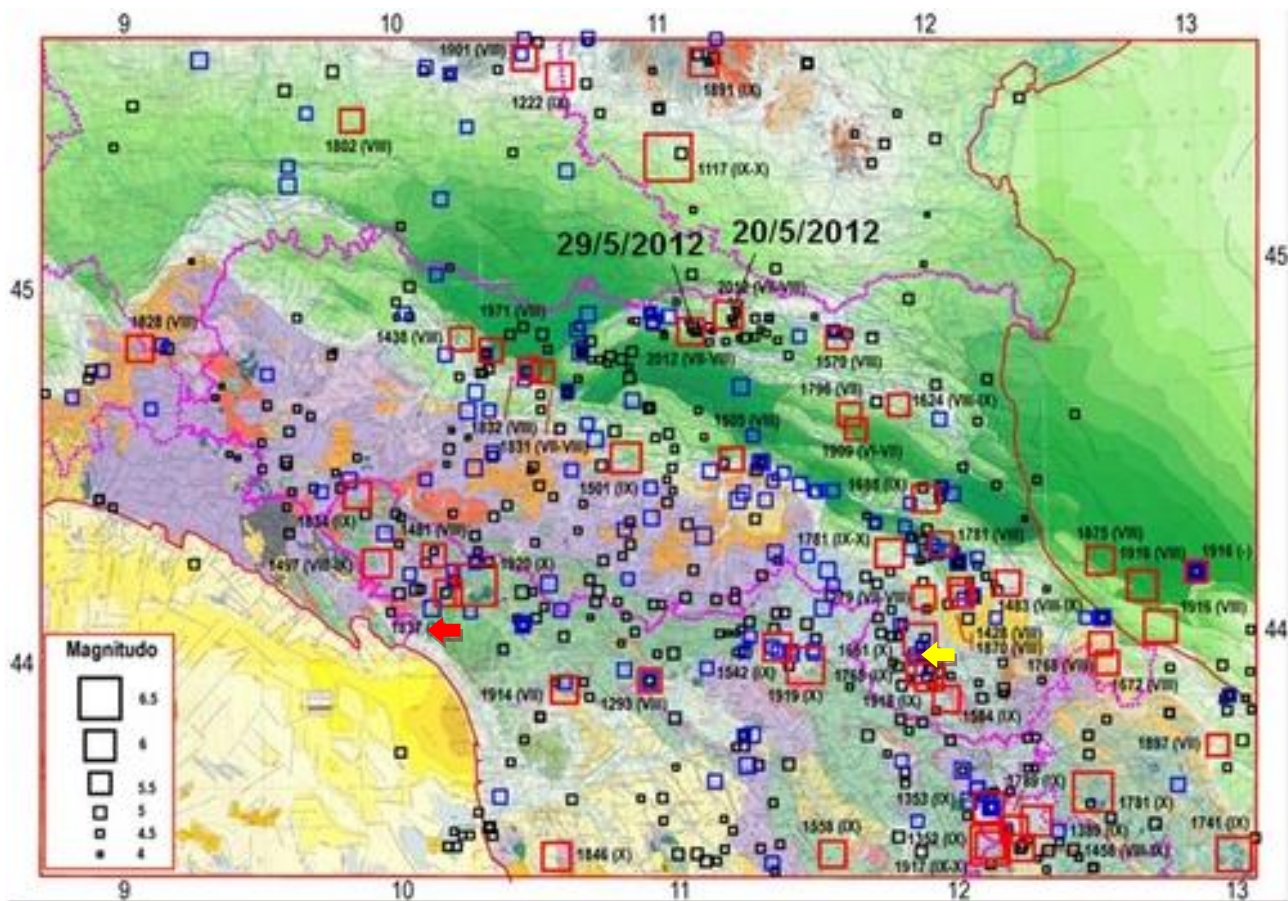 9 10 11 12 13
1901 (VIII)
1222 (IX)
1891 (IX)
1802 (VIII)
1117 (IX-X)
29/5/2012 20/5/2012
45 45
2012 (VII-VIII)
1971 (VIII)
1828 (VIII)
1438 (VIII)
2012 (VII-VIII)
1570 (VIII)
1796 (VII)
1624 (VIII-IX)
1832 (VIII)
1831 (VII-VIII)
1505 (VIII)
1909 (VI-VII)
1501 (IX)
1688 (IX)
1834 (IX)
1481 (VIII)
1781 (IX-X)
1781 (VIII)
1875 (VIII)
1916 (VIII)
1916 (-)
1497 (VIII-IX)
1920 (X)
1483 (VIII-IX)
1916 (VIII)
1837
1428 (VIII)
1870 (VIII)
44 44
Magnitudo
6.5
6
5.5
5
4.5
4
1661 (X)
1542 (IX)
1768 (IX)
1768 (VIII)
1672 (VIII)
1919 (X)
1914 (VII)
1293 (VIII)
1918 (IX)
1584 (IX)
1897 (VII)
1789 (IX)
1353 (IX)
1781 (X)
1352 (IX)
1389 (IX)
1741 (IX)
1558 (IX)
1846 (X)
1458 (VIII-IX)
1917 (IX-X)
9 10 11 12 13